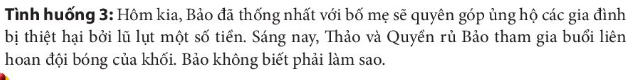 Tình huống 3: Hôm kia, Bảo đã thống nhất với bố mẹ sẽ quyên góp ủng hộ các gia đình
bị thiệt hại bởi lũ lụt một số tiền. Sáng nay, Thảo và Quyển rủ Bảo tham gia buổi liên
hoan đội bóng của khối. Bảo không biết phải làm sao.